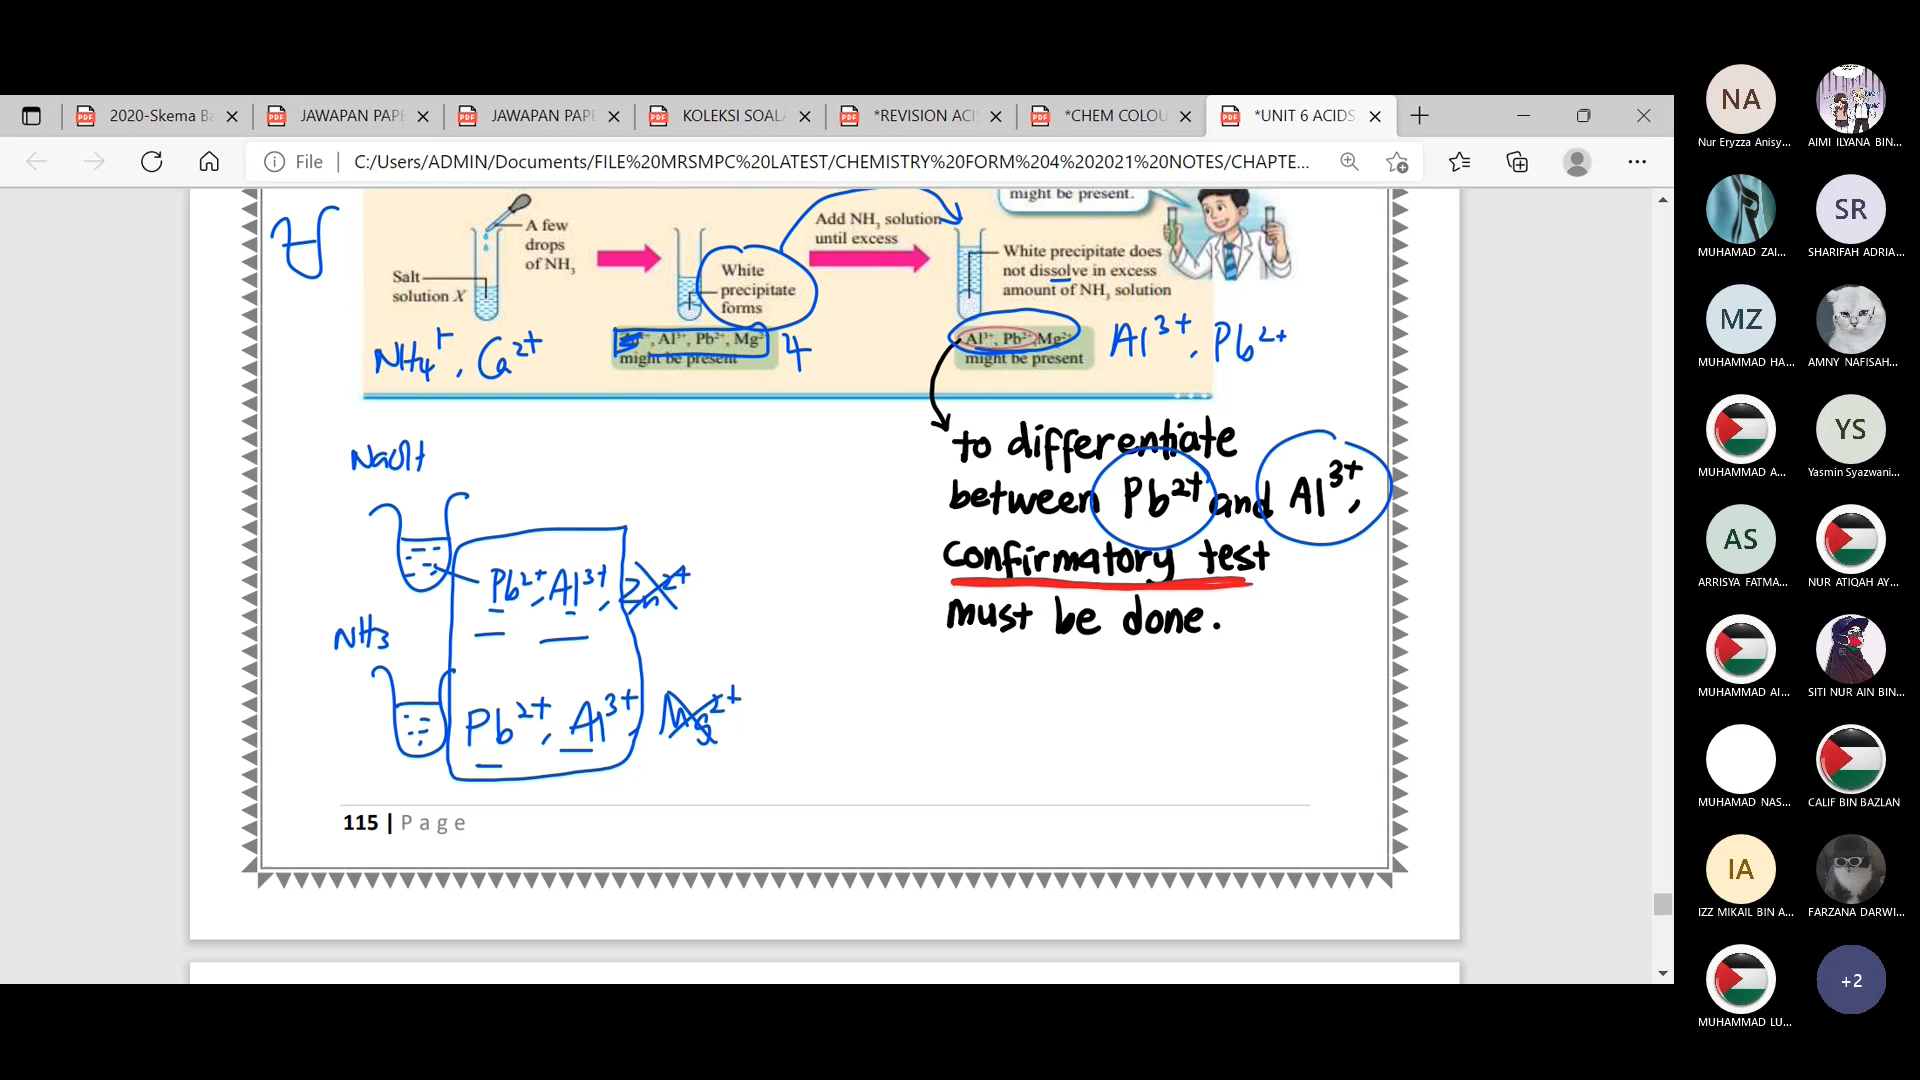 2020-Skema Ba
JAWAPAN PAPE
JAWAPAN PAPE
KOLEKSI SOALA
*REVISION ACI
*CHEM COLOU
*UNIT 6 ACIDS
File
C:/Users/ADMIN/Documents/FILE%20MRSMPC%20LATEST/CHEMISTRY%20FORM%204%202021%20NOTES/CHAPTE...
might be present.
A few
drops
of NH₃
Salt
solution X
White
precipitate
forms
Add NH₃ solution
until excess
White precipitate does
not dissolve in excess
amount of NH₃ solution
, Al³⁺, Pb²⁺, Mg²
might be present
4
Al³⁺, Pb²⁺, Mg²⁺
might be present
NH₄⁺, Ca²⁺
Al³⁺, Pb²⁺
to differentiate
between Pb²⁺ and Al³⁺,
confirmatory test
must be done.
NaOH
Pb²⁺, Al³⁺, Zn²⁺
NH₃
Pb²⁺, Al³⁺, Mg²⁺
115 | Page
NA
Nur Eryzza Anisy...
AIMI ILYANA BIN...
MUHAMAD ZAI...
SR
SHARIFAH ADRIA...
MZ
MUHAMMAD HA...
AMNY NAFISAH...
MUHAMMAD A...
YS
Yasmin Syazwani...
AS
ARRISYA FATMA...
NUR ATIQAH AY...
MUHAMMAD AI...
SITI NUR AIN BIN...
MUHAMAD NAS...
CALIF BIN BAZLAN
IA
IZZ MIKAIL BIN A...
FARZANA DARWI...
MUHAMMAD LU...
+2